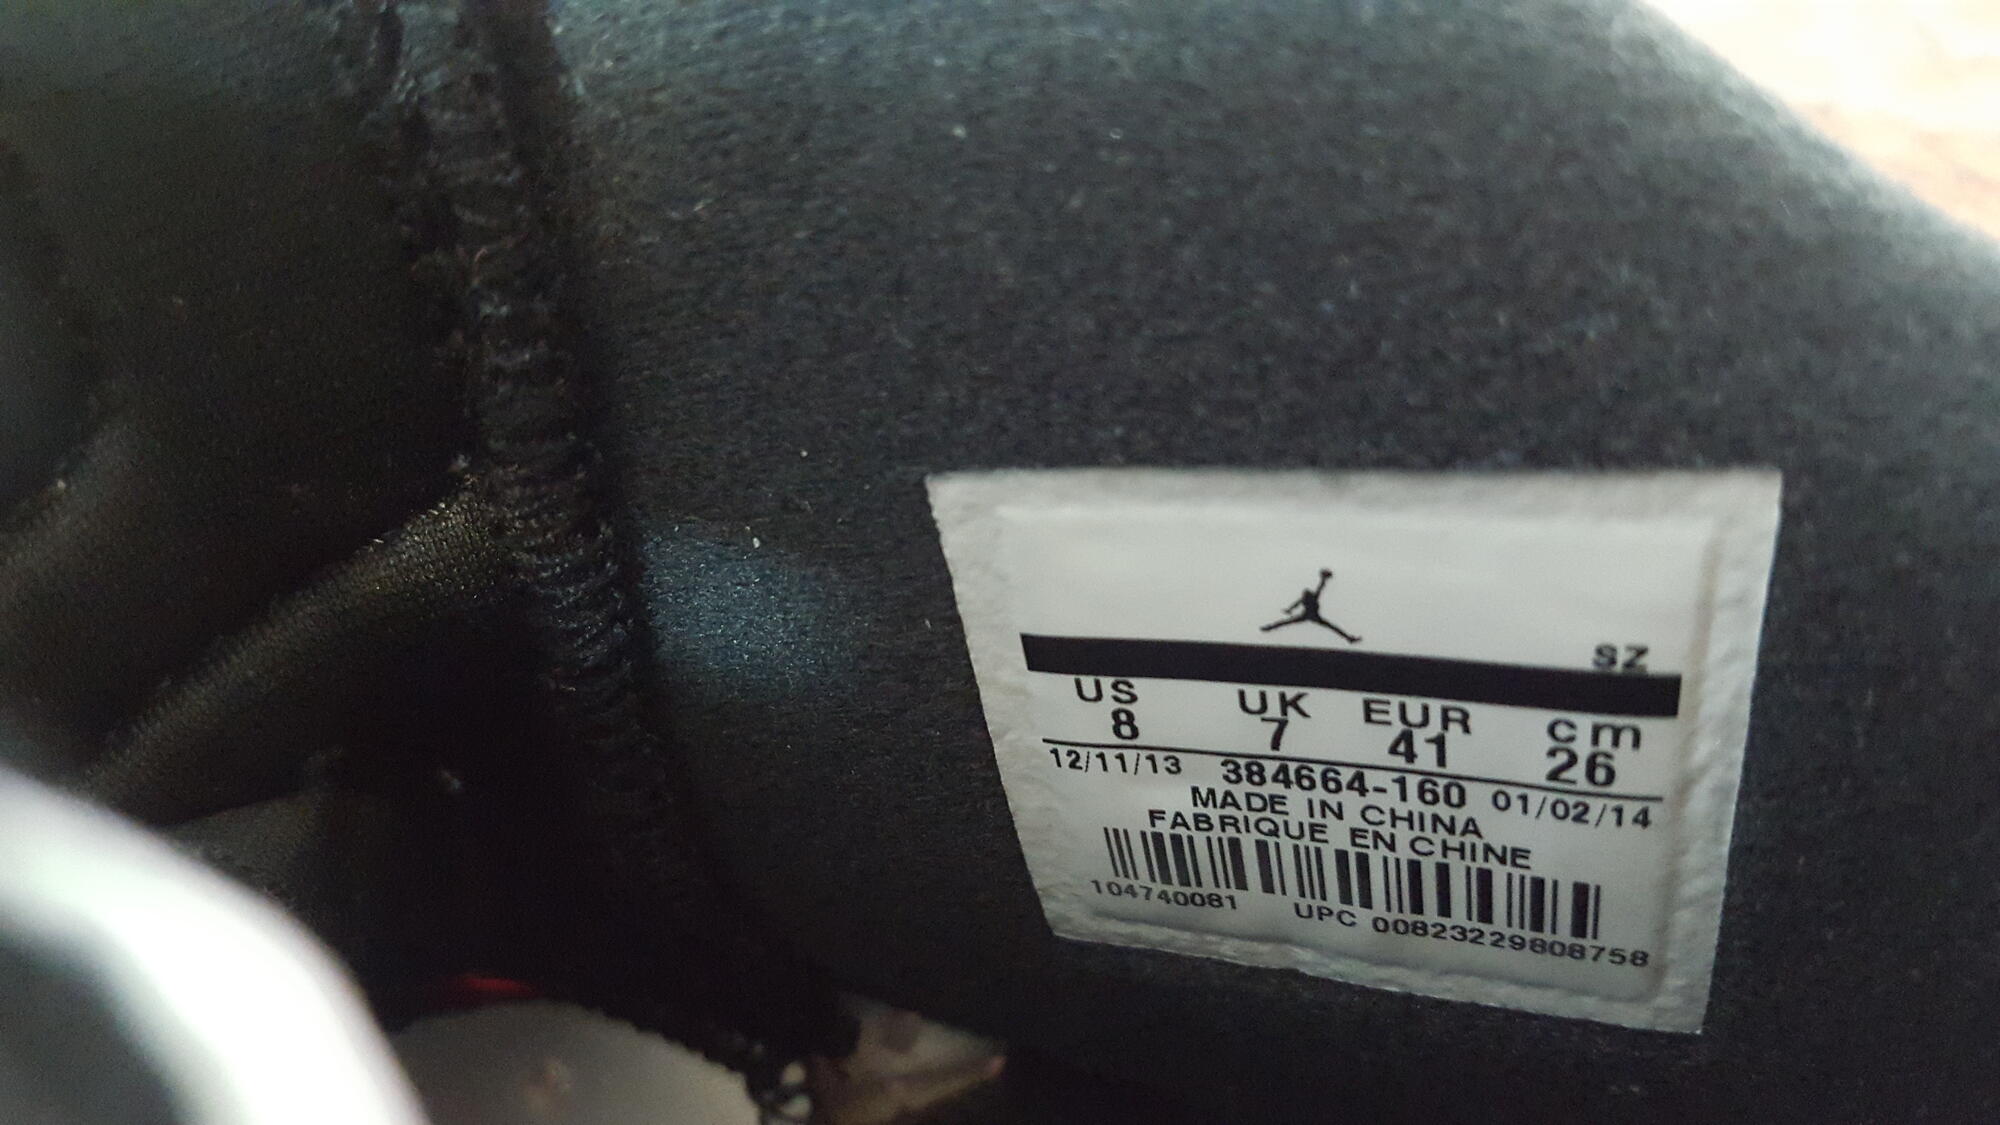 SZ
US UK EUR cm
8 7 41 26
12/11/13 384664-160 01/02/14
MADE IN CHINA
FABRIQUE EN CHINE
104740081 UPC 00823229808758